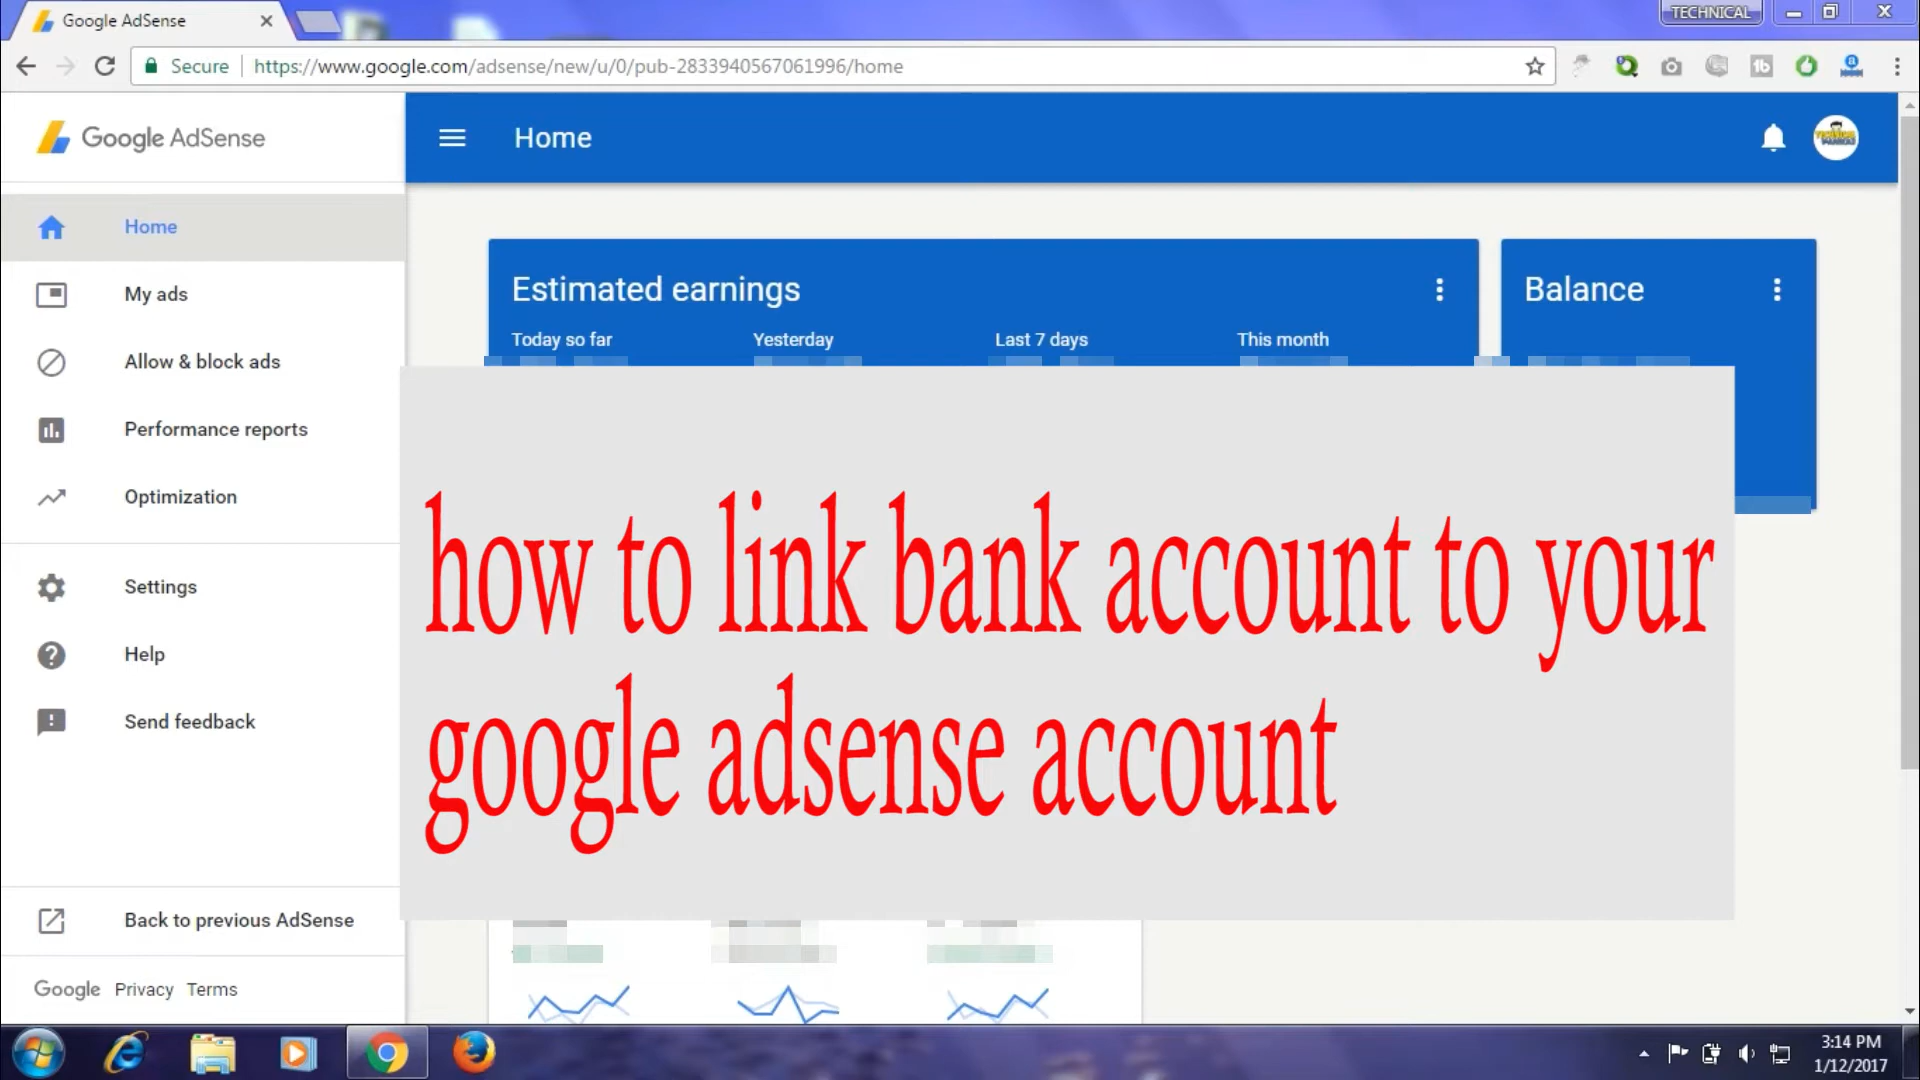 Google AdSense
TECHNICAL
Secure
https://www.google.com/adsense/new/u/0/pub-2833940567061996/home
Google AdSense
Home
Home
My ads
Allow & block ads
Performance reports
Optimization
Settings
Help
Send feedback
Back to previous AdSense
Google Privacy Terms
Estimated earnings
Today so far
Yesterday
Last 7 days
This month
Balance
how to link bank account to your
google adsense account
3:14 PM
1/12/2017